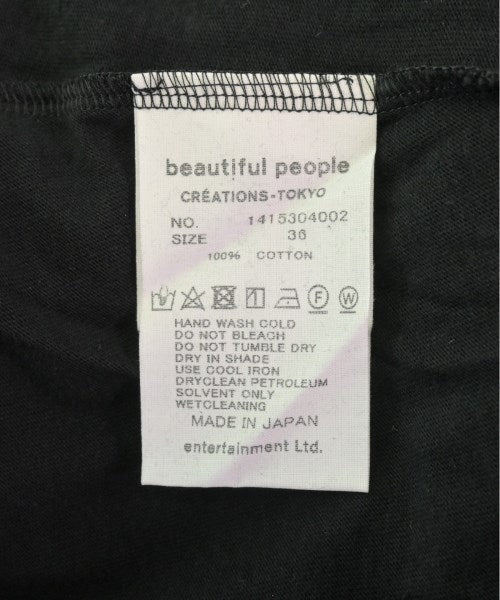 beautiful people
CRÉATIONS-TOKYO
NO. 1415304002
SIZE 36
100% COTTON
F W
HAND WASH COLD
DO NOT BLEACH
DO NOT TUMBLE DRY
DRY IN SHADE
USE COOL IRON
DRYCLEAN PETROLEUM
SOLVENT ONLY
WETCLEANING
MADE IN JAPAN
entertainment Ltd.